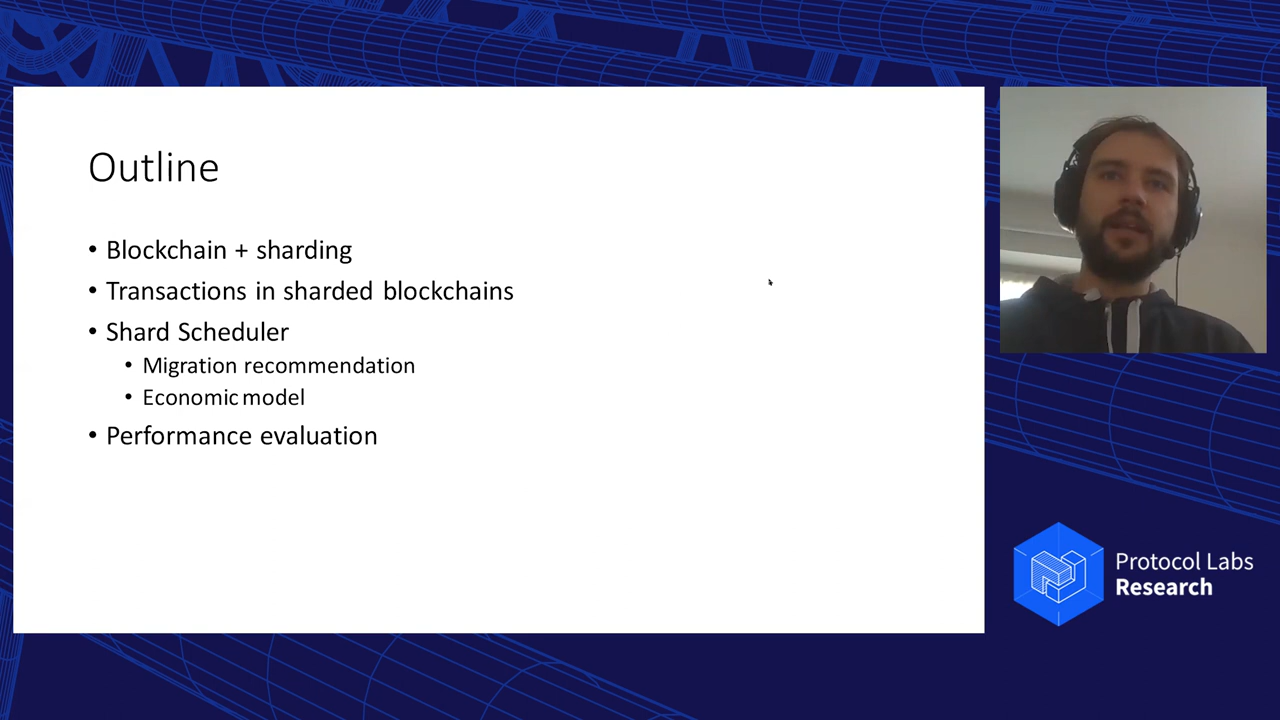 Outline
• Blockchain + sharding
• Transactions in sharded blockchains
• Shard Scheduler
• Migration recommendation
• Economic model
• Performance evaluation
Protocol Labs
Research